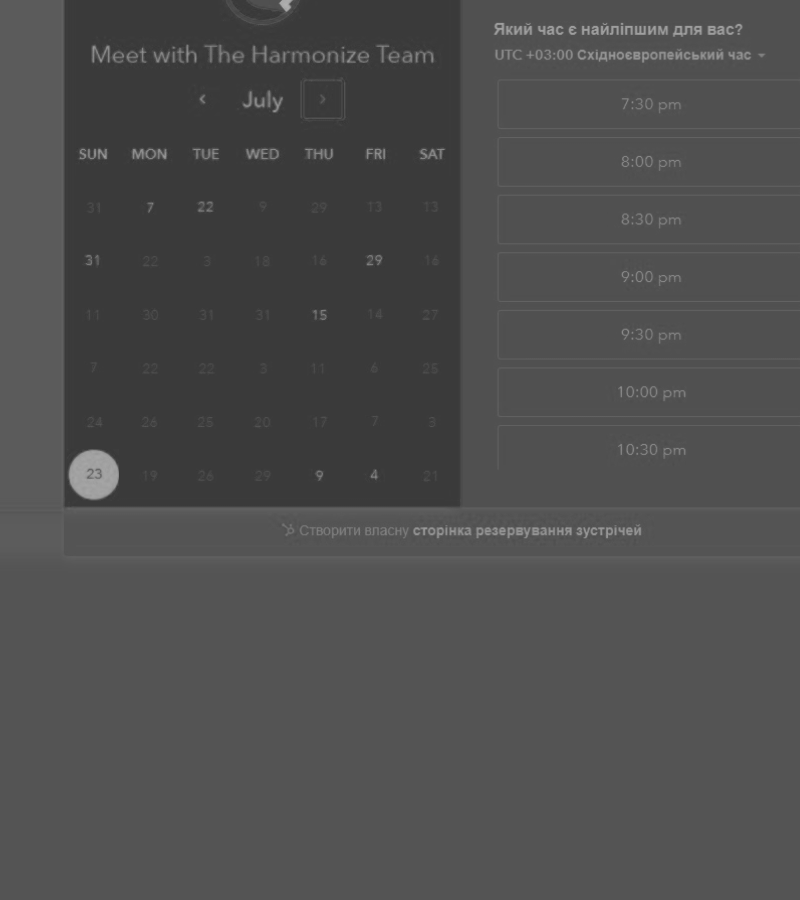 Meet with The Harmonize Team
July
SUN MON TUE WED THU FRI SAT
31 7 22 9 29 13 13
31 22 3 18 16 29 16
11 30 31 31 15 14 27
7 22 22 3 11 6 25
24 26 25 20 17 7 3
23 19 26 29 9 4 21
Який час є найліпшим для вас?
UTC +03:00 Східноєвропейський час
7:30 pm
8:00 pm
8:30 pm
9:00 pm
9:30 pm
10:00 pm
10:30 pm
Створити власну сторінка резервування зустрічей